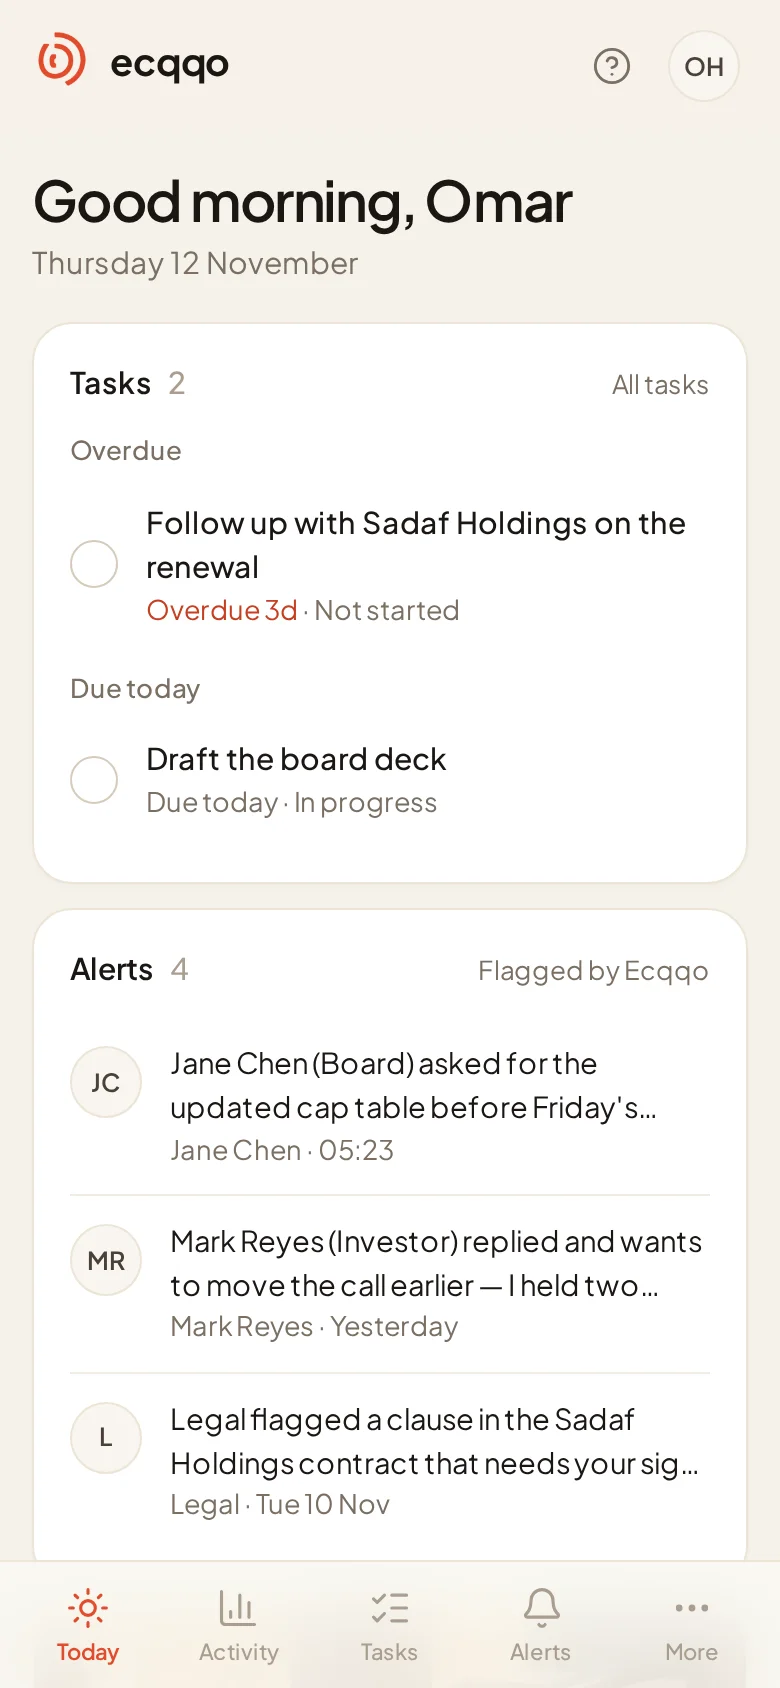 ecqqo
OH
Good morning, Omar
Thursday 12 November
Tasks 2
All tasks
Overdue
Follow up with Sadaf Holdings on the
renewal
Overdue 3d · Not started
Due today
Draft the board deck
Due today · In progress
Alerts 4
Flagged by Ecqqo
JC
Jane Chen (Board) asked for the
updated cap table before Friday's…
Jane Chen · 05:23
MR
Mark Reyes (Investor) replied and wants
to move the call earlier — I held two…
Mark Reyes · Yesterday
L
Legal flagged a clause in the Sadaf
Holdings contract that needs your sig…
Legal · Tue 10 Nov
Today
Activity
Tasks
Alerts
More